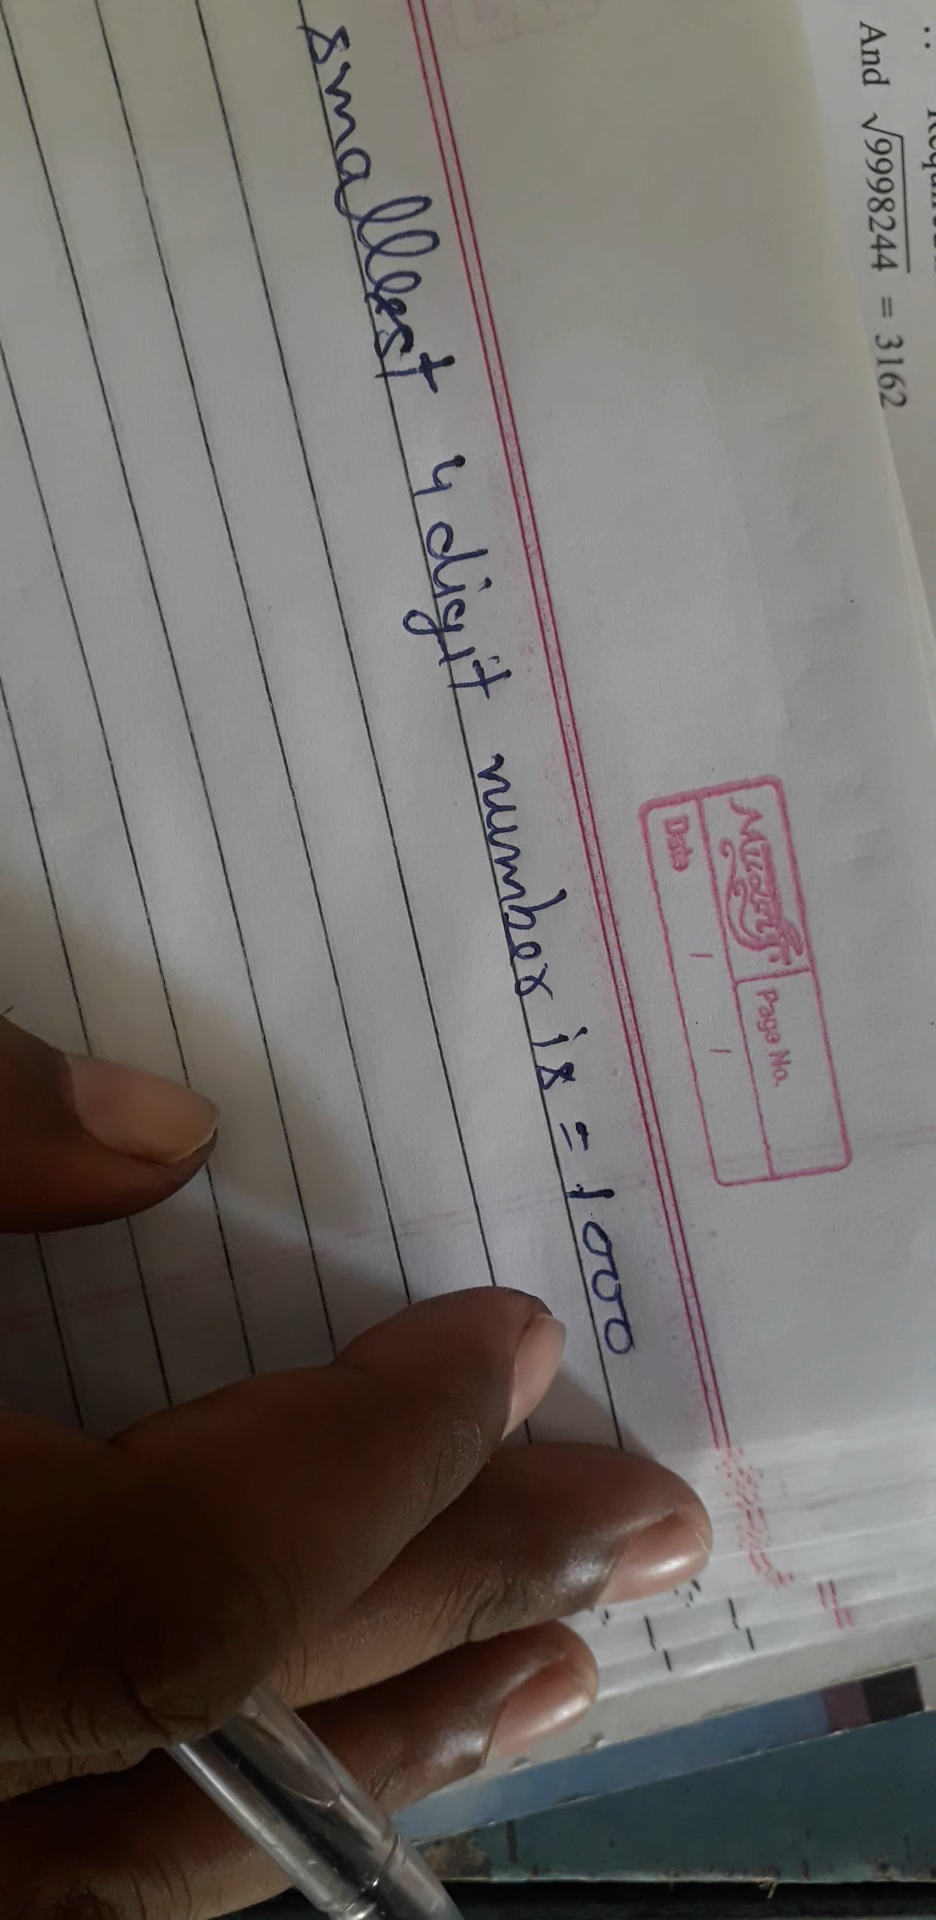 And √9998244 = 3162
Page No.
Date
smallest 4 digit number is = 1000